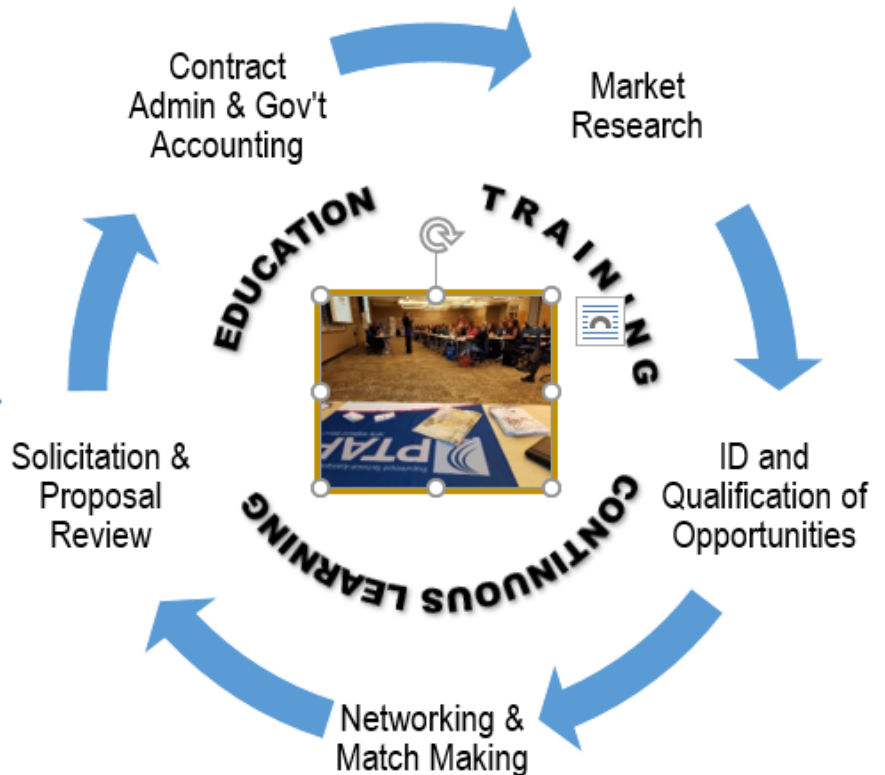 Contract
Admin & Gov't
Accounting
Market
Research
EDUCATION
TRAINING
ID and
Qualification of
Opportunities
Solicitation &
Proposal
Review
CONTINUOUS LEARNING
PTAP
Networking &
Match Making